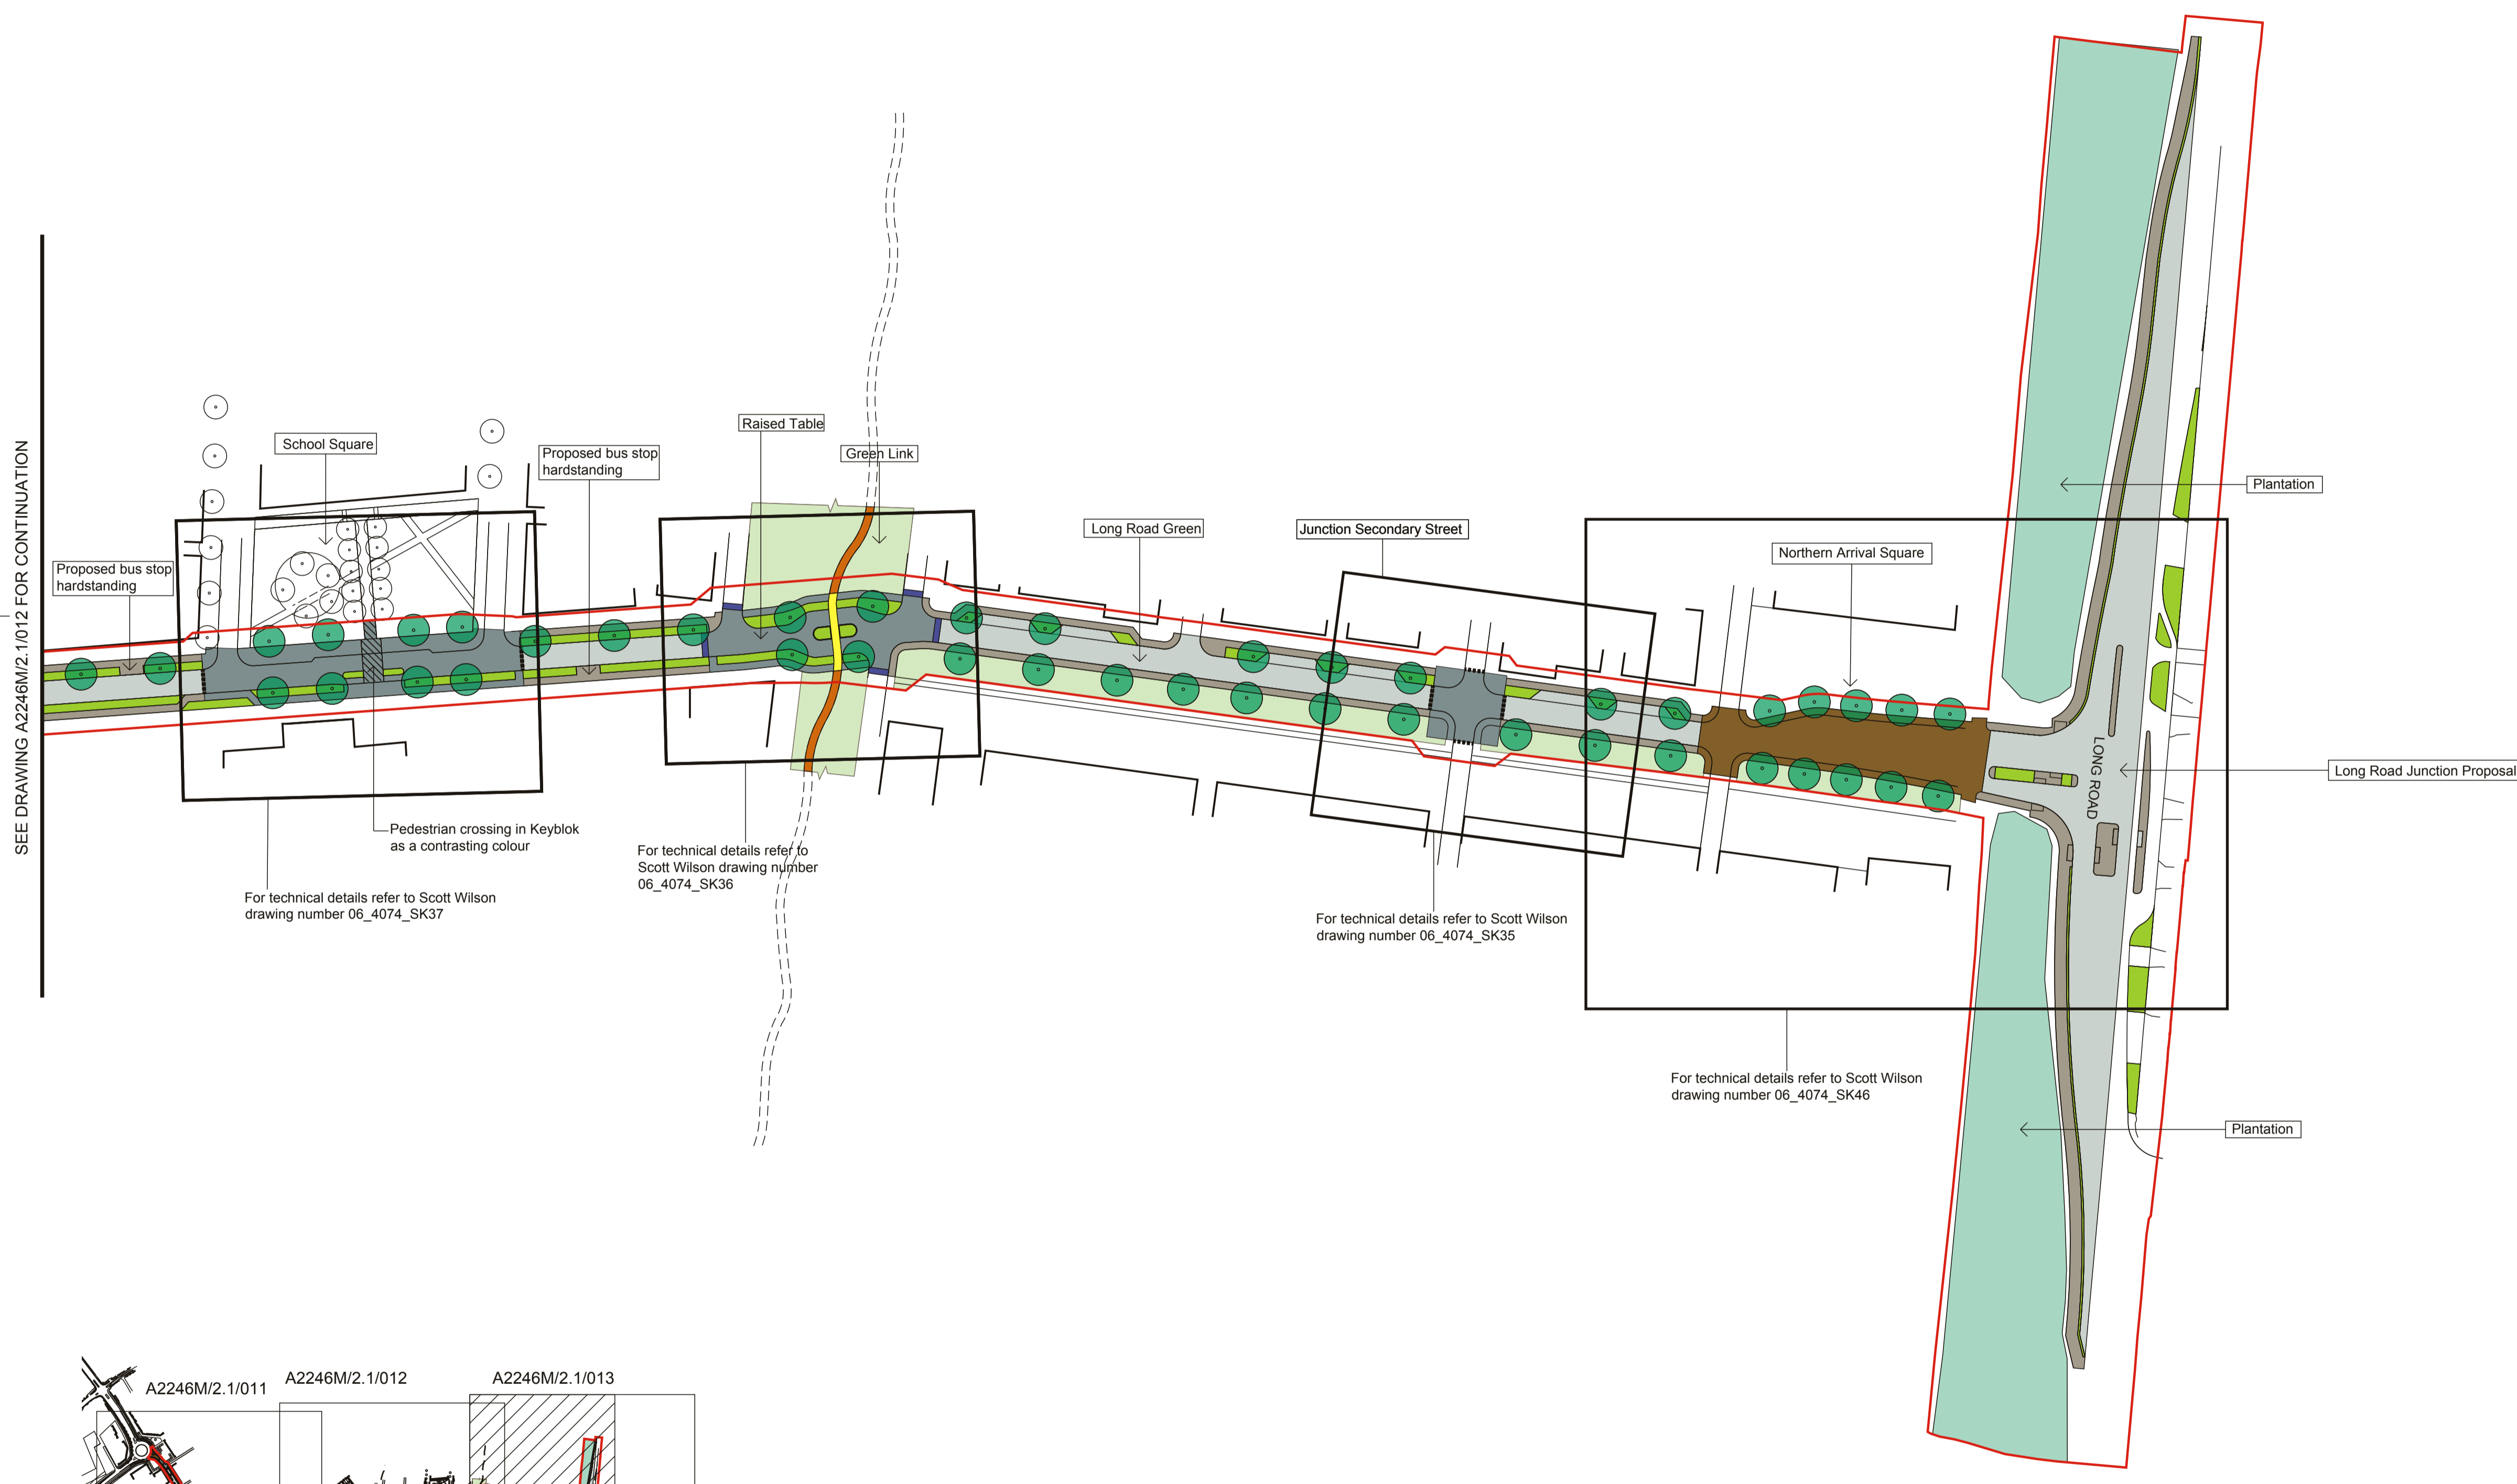 SEE DRAWING A2246M/2.1/012 FOR CONTINUATION
Proposed bus stop
hardstanding
School Square
Proposed bus stop
hardstanding
Raised Table
Green Link
Long Road Green
Junction Secondary Street
Northern Arrival Square
Plantation
LONG ROAD
Long Road Junction Proposal
Pedestrian crossing in Keyblok
as a contrasting colour
For technical details refer to Scott Wilson
drawing number 06_4074_SK37
For technical details refer to
Scott Wilson drawing number
06_4074_SK36
For technical details refer to Scott Wilson
drawing number 06_4074_SK35
For technical details refer to Scott Wilson
drawing number 06_4074_SK46
Plantation
A2246M/2.1/011
A2246M/2.1/012
A2246M/2.1/013